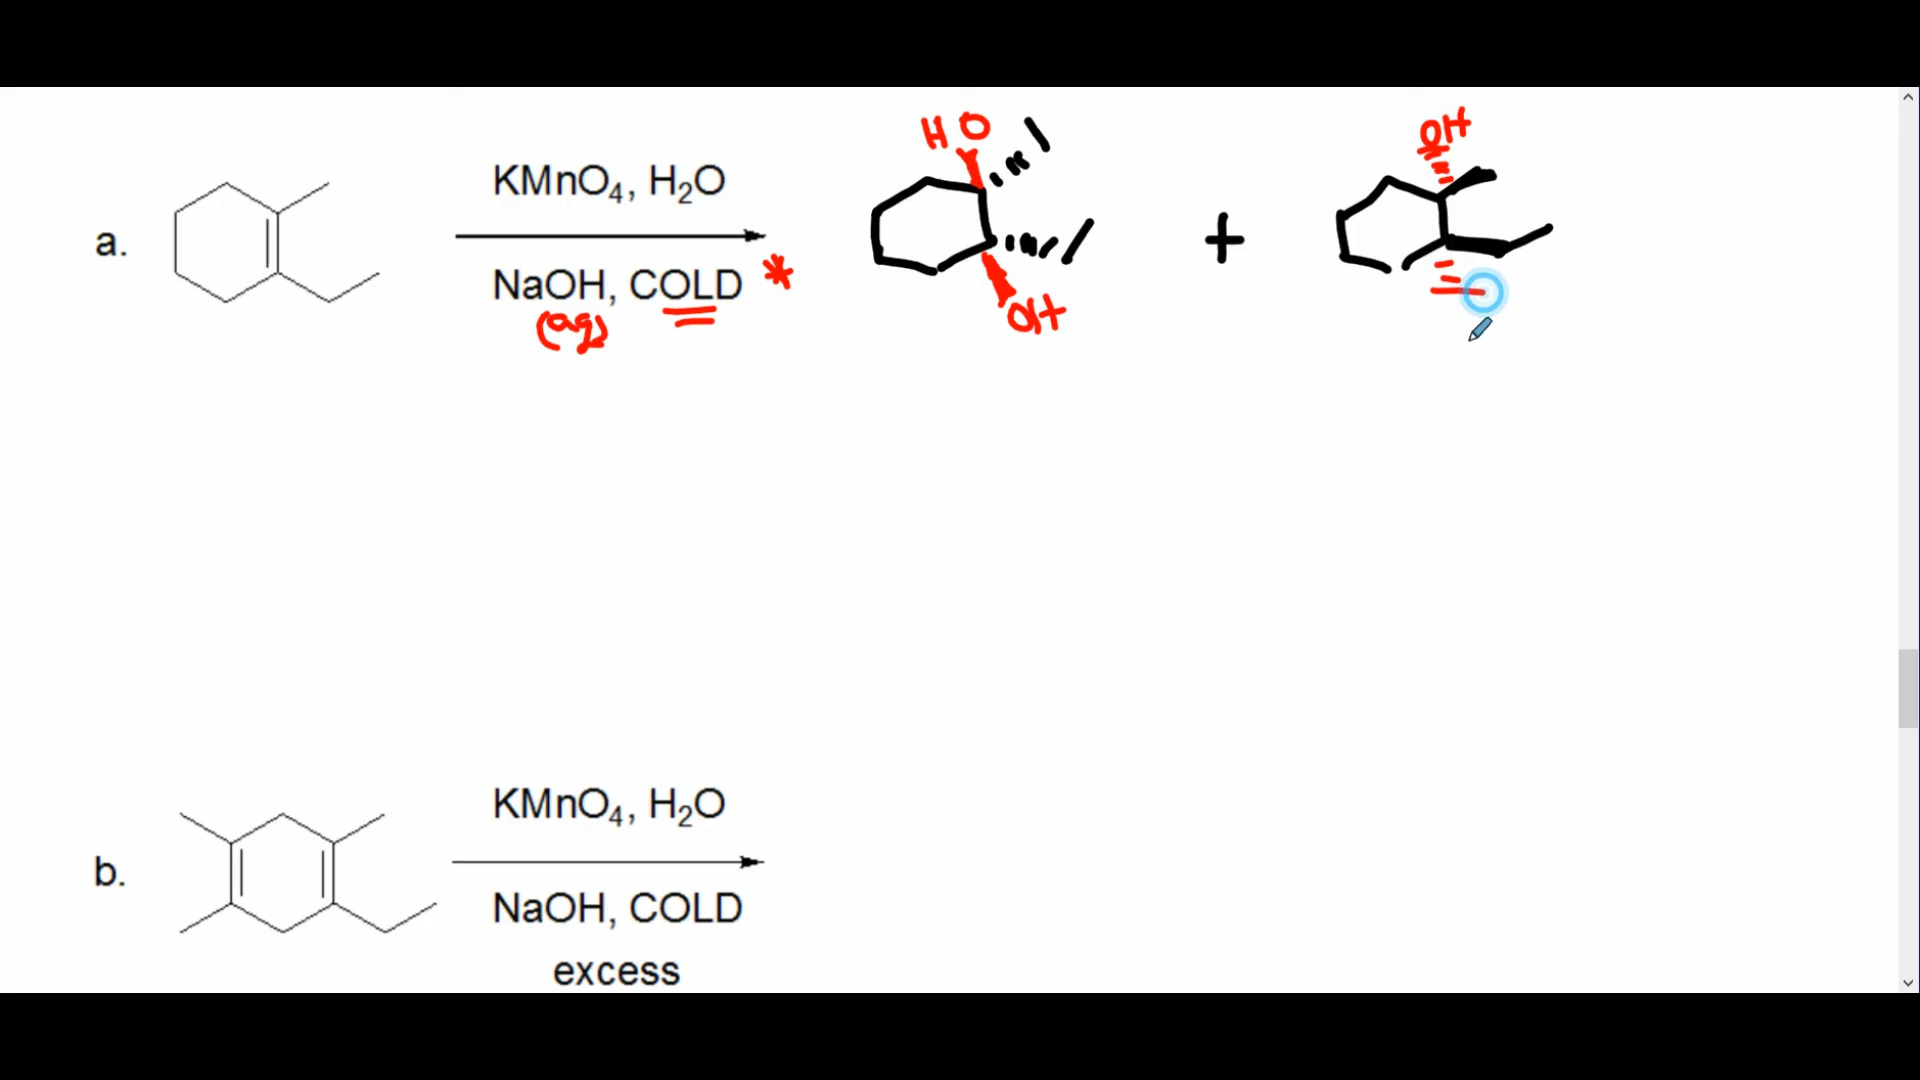 a.
KMnO₄, H₂O
NaOH, COLD *
(aq)
HO
OH
+
OH
b.
KMnO₄, H₂O
NaOH, COLD
excess